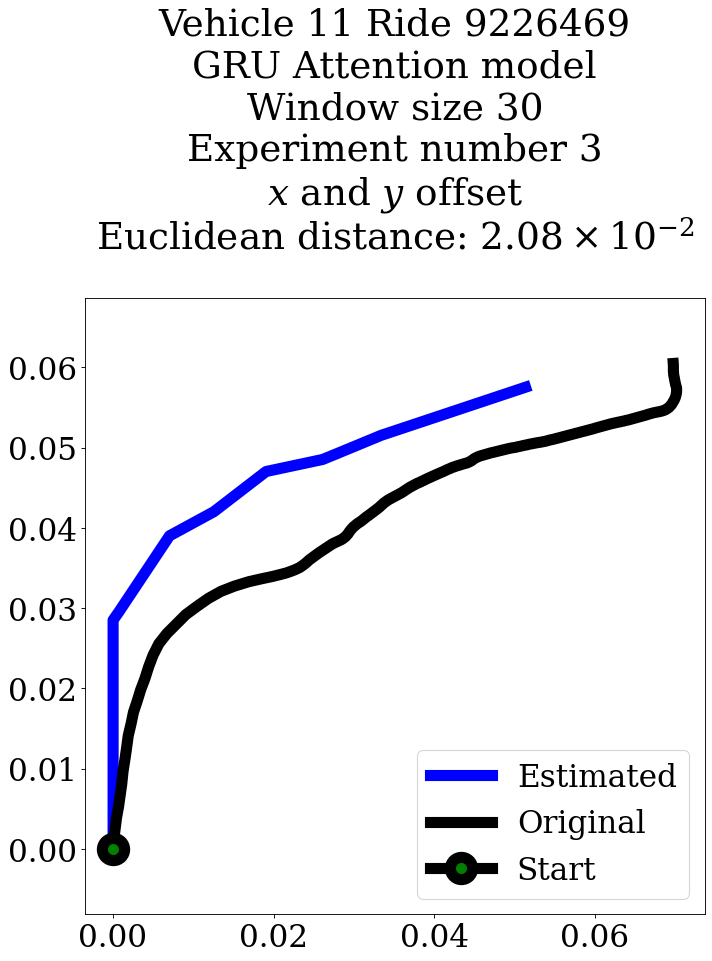 Vehicle 11 Ride 9226469
GRU Attention model
Window size 30
Experiment number 3
x and y offset
Euclidean distance: 2.08 × 10⁻²
0.06
0.05
0.04
0.03
0.02
0.01
0.00
Estimated
Original
Start
0.00 0.02 0.04 0.06